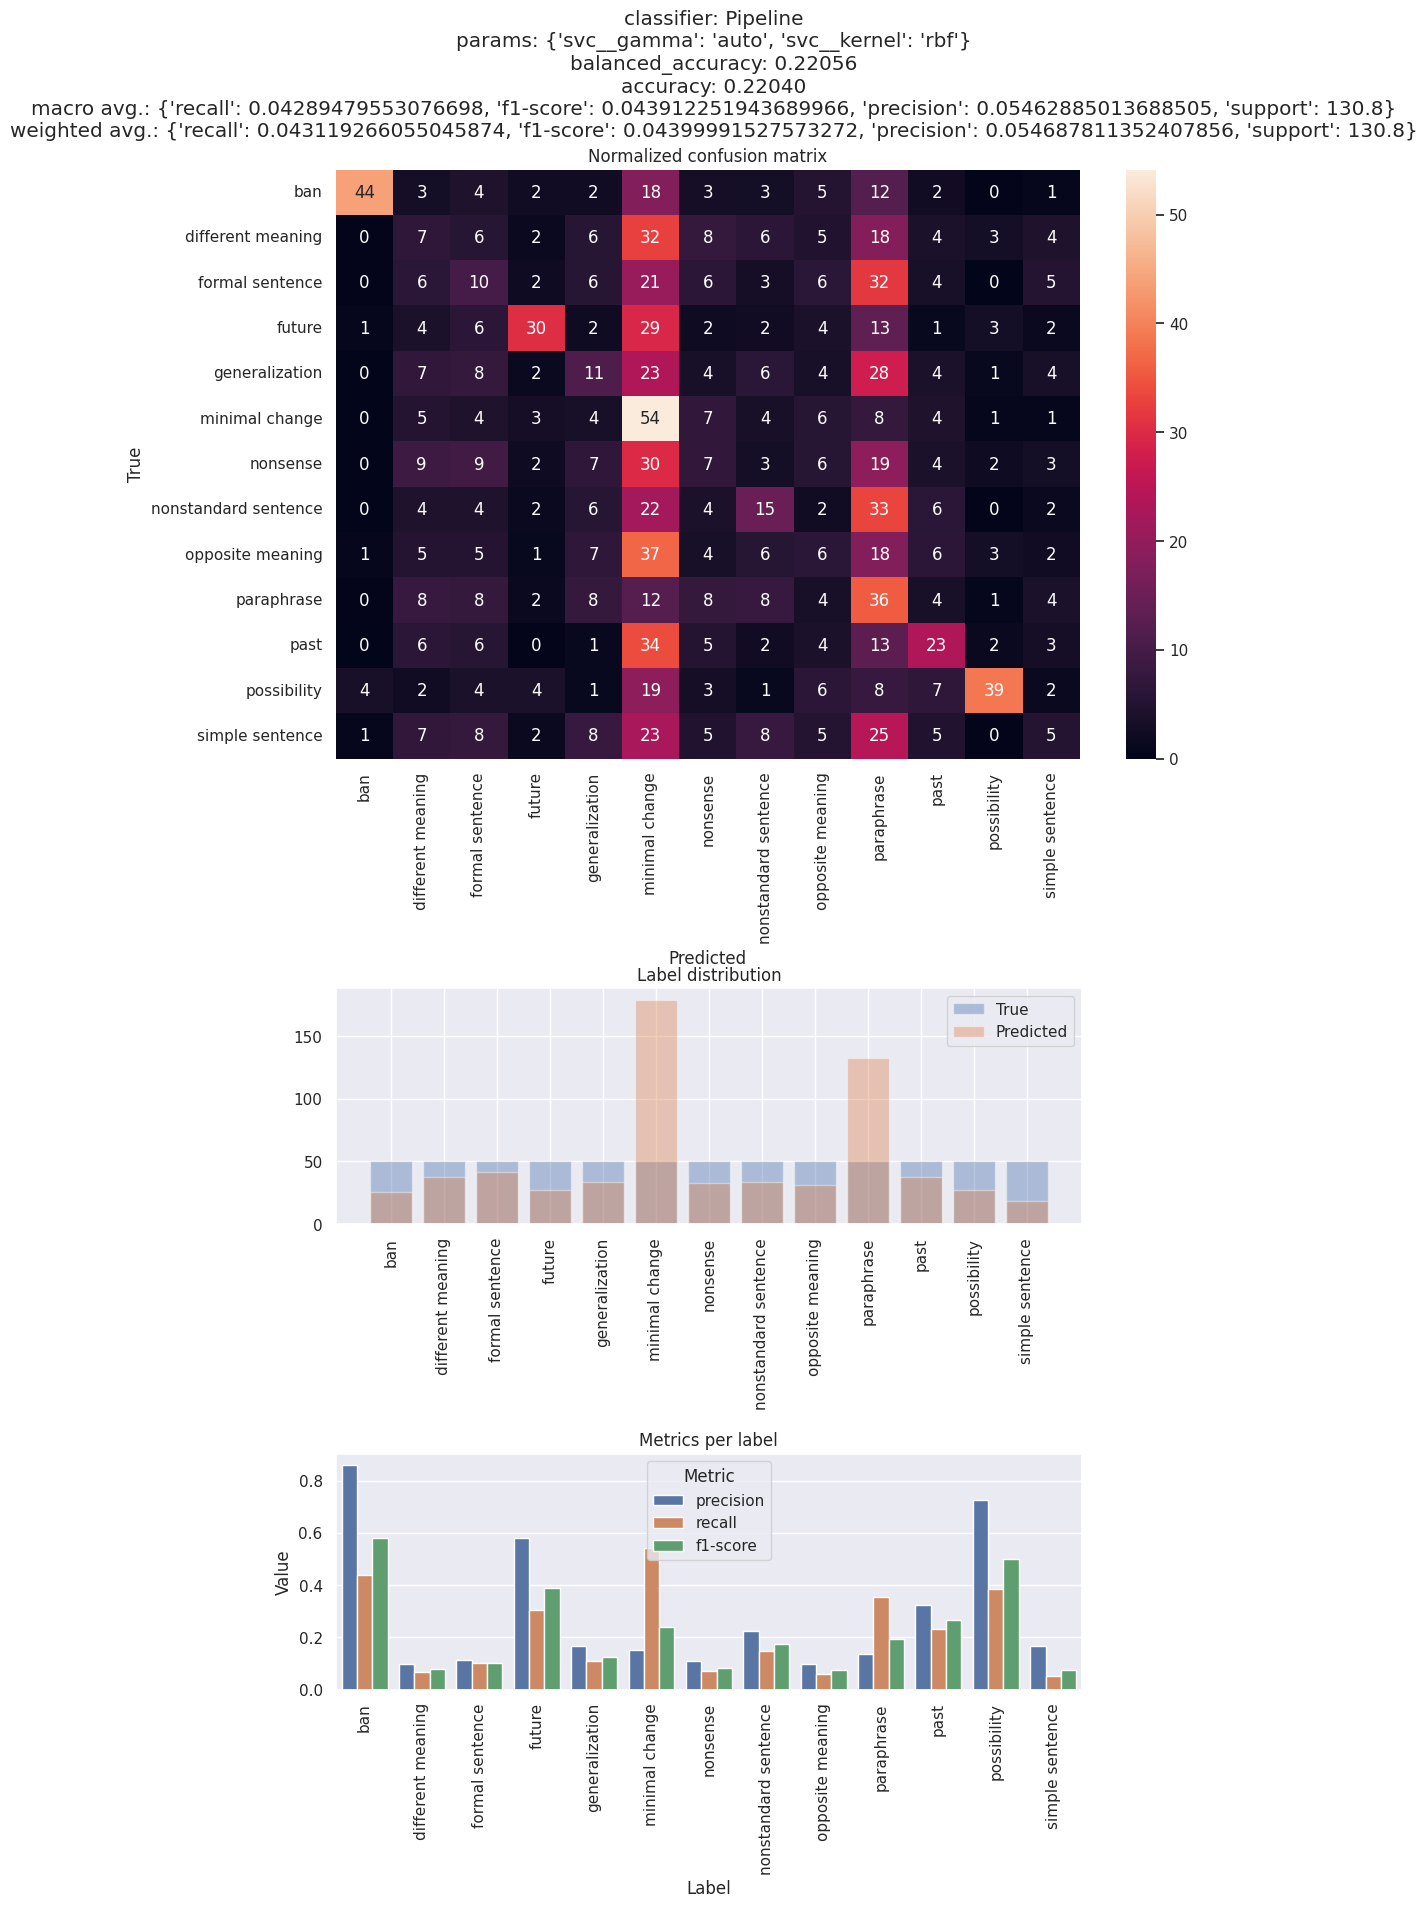 classifier: Pipeline
params: {'svc__gamma': 'auto', 'svc__kernel': 'rbf'}
balanced_accuracy: 0.22056
accuracy: 0.22040
macro avg.: {'recall': 0.04289479553076698, 'f1-score': 0.0439122519436899​66, 'precision': 0.05462885013688505, 'support': 130.8}
weighted avg.: {'recall': 0.043119266055045874, 'f1-score': 0.04399991527573272, 'precision': 0.054687811352407856, 'support': 130.8}
Normalized confusion matrix
True
ban 44 3 4 2 2 18 3 3 5 12 2 0 1
different meaning 0 7 6 2 6 32 8 6 5 18 4 3 4
formal sentence 0 6 10 2 6 21 6 3 6 32 4 0 5
future 1 4 6 30 2 29 2 2 4 13 1 3 2
generalization 0 7 8 2 11 23 4 6 4 28 4 1 4
minimal change 0 5 4 3 4 54 7 4 6 8 4 1 1
nonsense 0 9 9 2 7 30 7 3 6 19 4 2 3
nonstandard sentence 0 4 4 2 6 22 4 15 2 33 6 0 2
opposite meaning 1 5 5 1 7 37 4 6 6 18 6 3 2
paraphrase 0 8 8 2 8 12 8 8 4 36 4 1 4
past 0 6 6 0 1 34 5 2 4 13 23 2 3
possibility 4 2 4 4 1 19 3 1 6 8 7 39 2
simple sentence 1 7 8 2 8 23 5 8 5 25 5 0 5
50
40
30
20
10
0
ban
different meaning
formal sentence
future
generalization
minimal change
nonsense
nonstandard sentence
opposite meaning
paraphrase
past
possibility
simple sentence
Predicted
Label distribution
True
Predicted
150
100
50
0
ban
different meaning
formal sentence
future
generalization
minimal change
nonsense
nonstandard sentence
opposite meaning
paraphrase
past
possibility
simple sentence
Metrics per label
Metric
precision
recall
f1-score
Value
0.8
0.6
0.4
0.2
0.0
ban
different meaning
formal sentence
future
generalization
minimal change
nonsense
nonstandard sentence
opposite meaning
paraphrase
past
possibility
simple sentence
Label